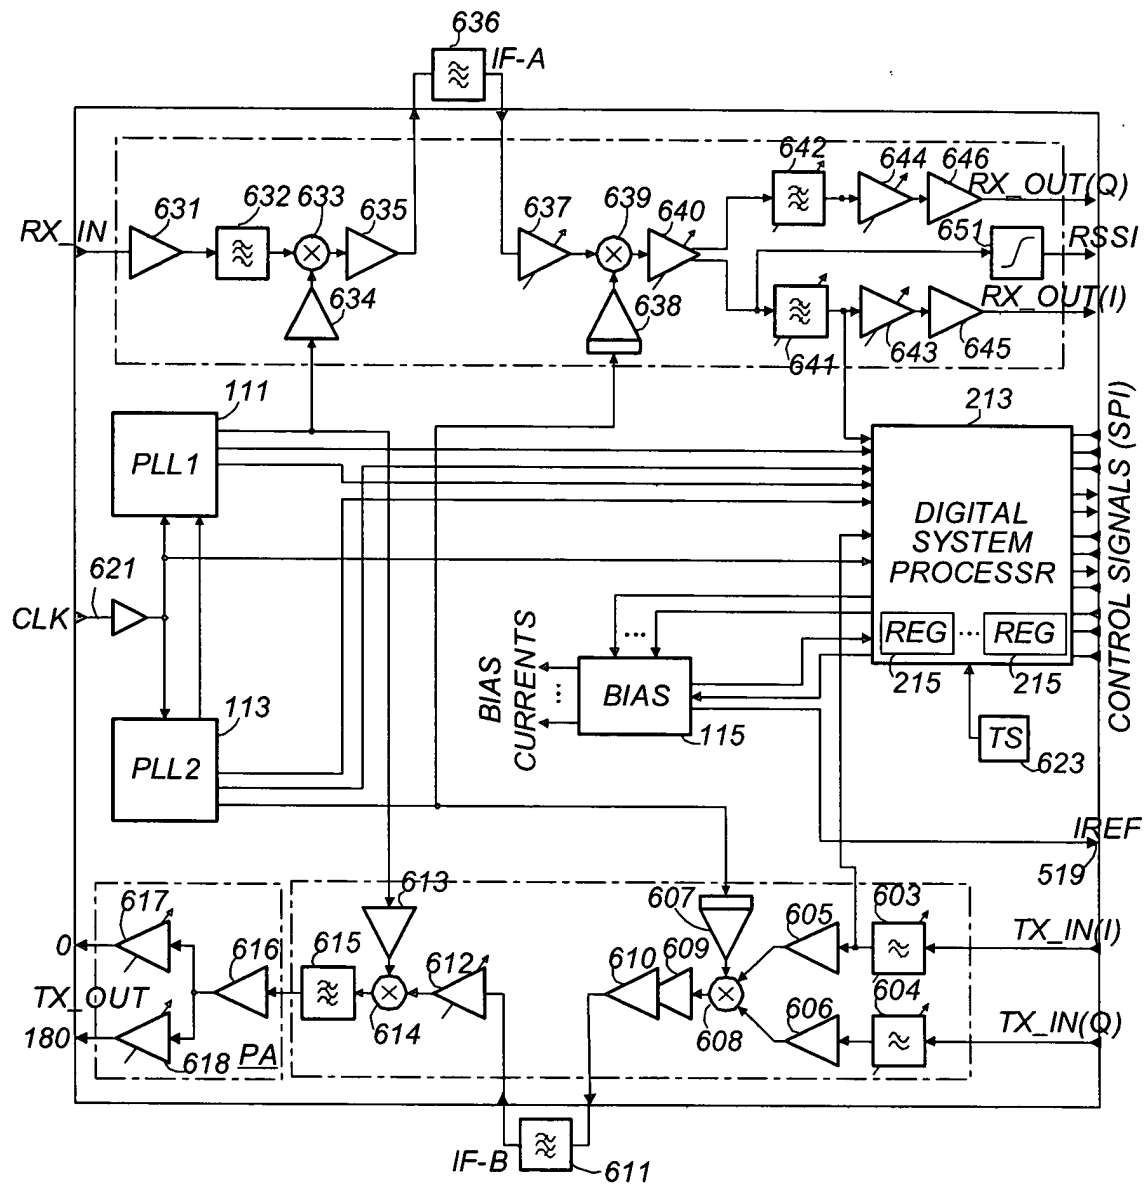 636
IF-A
642
644
646
RX_OUT(Q)
RX_IN
631
632
633
635
637
639
640
651
RSSI
634
638
RX_OUT(I)
641
643
645
111
213
PLL1
DIGITAL
SYSTEM
PROCESSR
CONTROL SIGNALS (SPI)
621
CLK
BIAS
CURRENTS
...
...
REG
...
REG
215
215
BIAS
115
113
PLL2
TS
623
IREF
519
617
613
607
605
603
TX_IN(I)
0
616
615
612
610
609
TX_OUT
604
TX_IN(Q)
614
608
606
180
618
PA
IF-B
611